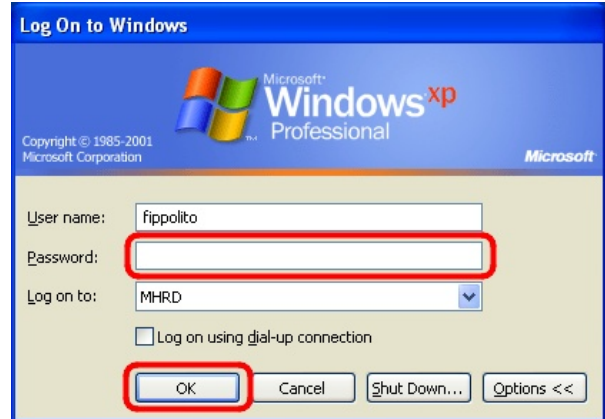 Log On to Windows
Microsoft
Windows xp
Professional
Copyright © 1985-2001
Microsoft Corporation
Microsoft
User name: fippolito
Password:
Log on to: MHRD
Log on using dial-up connection
OK Cancel Shut Down... Options <<